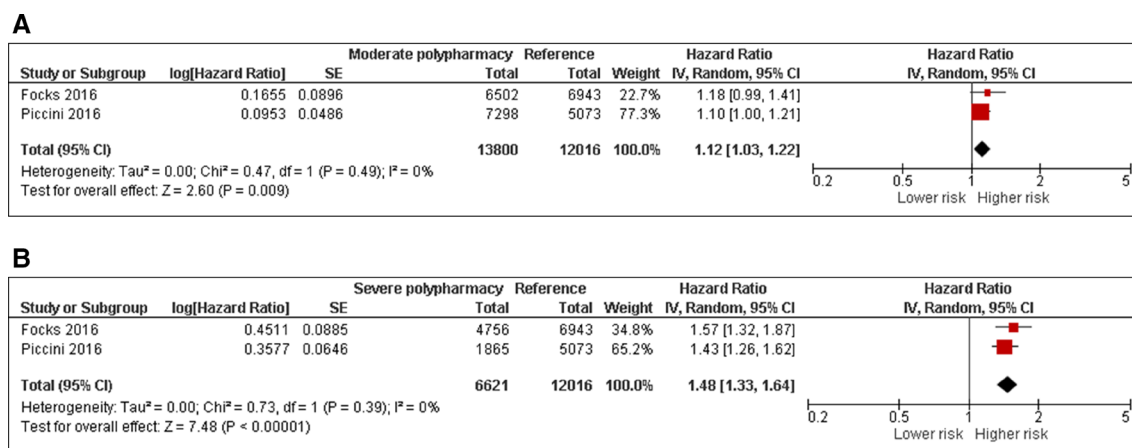 A
Moderate polypharmacy Reference Hazard Ratio Hazard Ratio
Study or Subgroup log[Hazard Ratio] SE Total Total Weight IV, Random, 95% CI IV, Random, 95% CI
Focks 2016 0.1655 0.0896 6502 6943 22.7% 1.18 [0.99, 1.41]
Piccini 2016 0.0953 0.0486 7298 5073 77.3% 1.10 [1.00, 1.21]
Total (95% CI) 13800 12016 100.0% 1.12 [1.03, 1.22]
Heterogeneity: Tau² = 0.00; Chi² = 0.47, df = 1 (P = 0.49); I² = 0%
Test for overall effect: Z = 2.60 (P = 0.009)
0.2 0.5 1 2 5
Lower risk Higher risk
B
Severe polypharmacy Reference Hazard Ratio Hazard Ratio
Study or Subgroup log[Hazard Ratio] SE Total Total Weight IV, Random, 95% CI IV, Random, 95% CI
Focks 2016 0.4511 0.0885 4756 6943 34.8% 1.57 [1.32, 1.87]
Piccini 2016 0.3577 0.0646 1865 5073 65.2% 1.43 [1.26, 1.62]
Total (95% CI) 6621 12016 100.0% 1.48 [1.33, 1.64]
Heterogeneity: Tau² = 0.00; Chi² = 0.73, df = 1 (P = 0.39); I² = 0%
Test for overall effect: Z = 7.48 (P < 0.00001)
0.2 0.5 1 2 5
Lower risk Higher risk